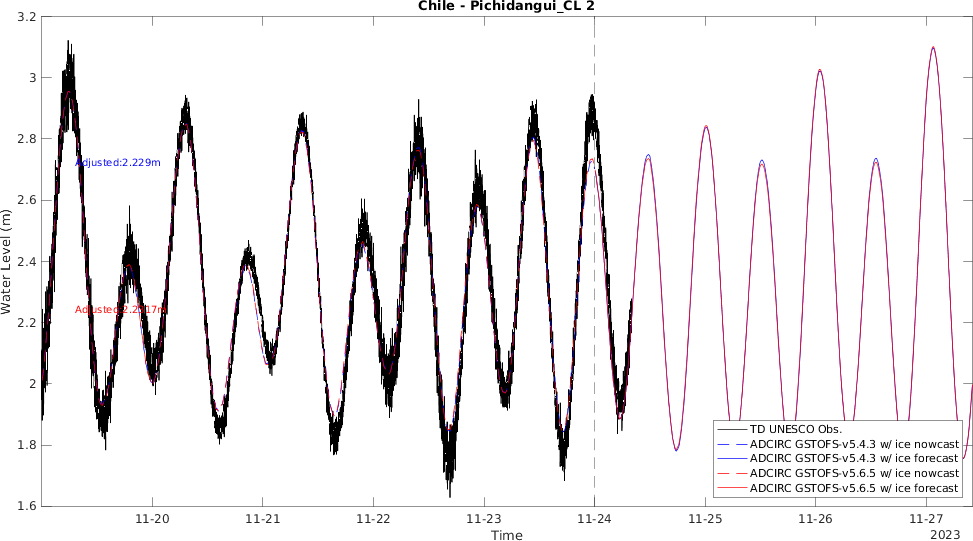 Chile - Pichidangui_CL 2
3.2
3
2.8
2.6
2.4
2.2
2
1.8
1.6
Water Level (m)
Adjusted:2.229m
11-20
11-21
11-22
11-23
11-24
11-25
11-26
11-27
Time
2023
TD UNESCO Obs.
ADCIRC GSTOFS-v5.4.3 w/ ice nowcast
ADCIRC GSTOFS-v5.4.3 w/ ice forecast
ADCIRC GSTOFS-v5.6.5 w/ ice nowcast
ADCIRC GSTOFS-v5.6.5 w/ ice forecast